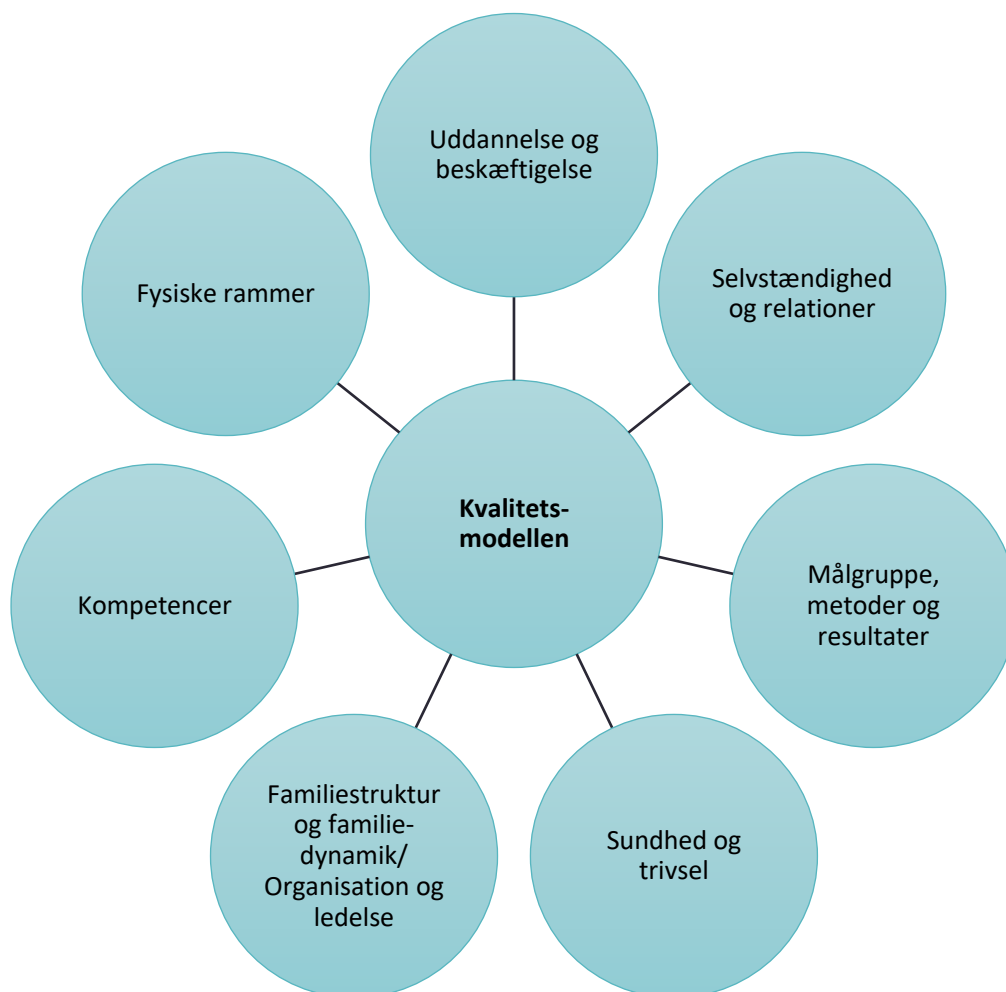 Uddannelse og
beskæftigelse
Selvstændighed
og relationer
Målgruppe,
metoder og
resultater
Sundhed og
trivsel
Familiestruktur
og familie-
dynamik/
Organisation og
ledelse
Kompetencer
Fysiske rammer
Kvalitets-
modellen